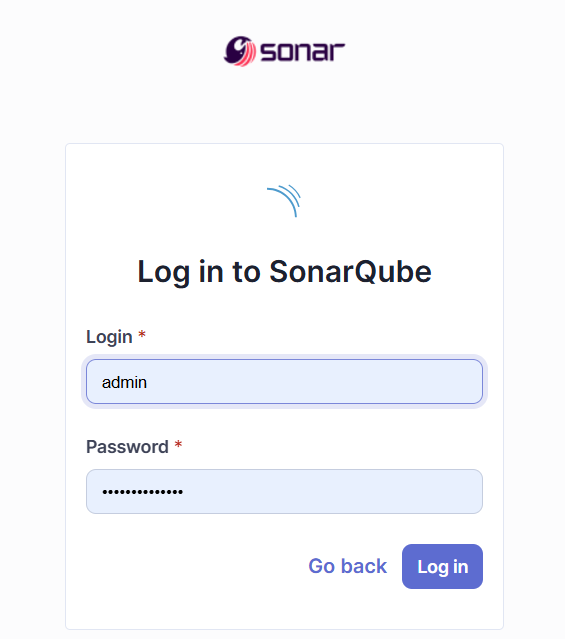 sonar
Log in to SonarQube
Login *
admin
Password *
••••••••••••••
Go back
Log in